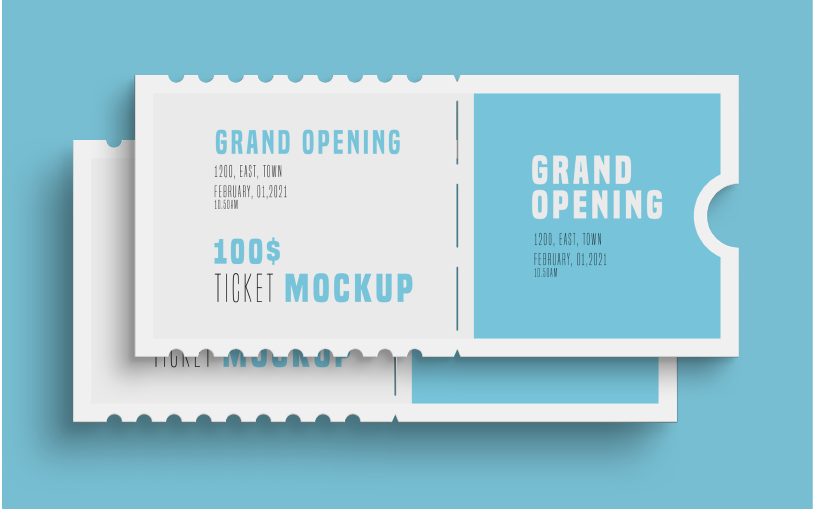 GRAND OPENING
1200, EAST, TOWN
FEBRUARY, 01,2021
10.50AM
100$
TICKET MOCKUP
GRAND
OPENING
1200, EAST, TOWN
FEBRUARY, 01,2021
10.50AM
TICKET MOCKUP